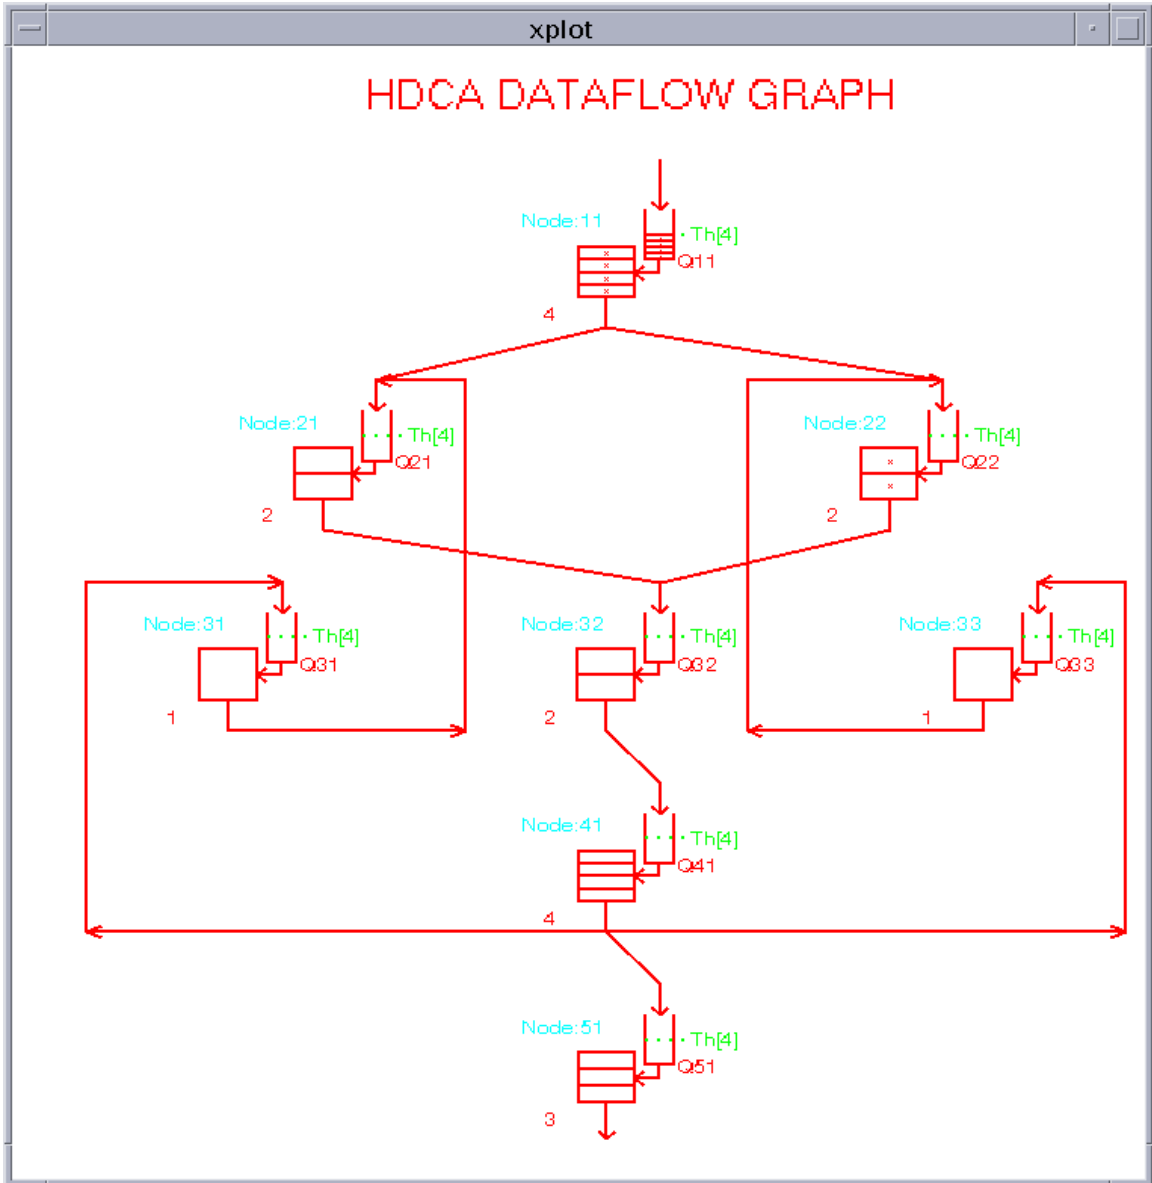 xplot
HDCA DATAFLOW GRAPH
Node:11
Th[4]
Q11
4
Node:21
Th[4]
Q21
2
Node:22
Th[4]
Q22
2
Node:31
Th[4]
Q31
1
Node:32
Th[4]
Q32
2
Node:33
Th[4]
Q33
1
Node:41
Th[4]
Q41
4
Node:51
Th[4]
Q51
3